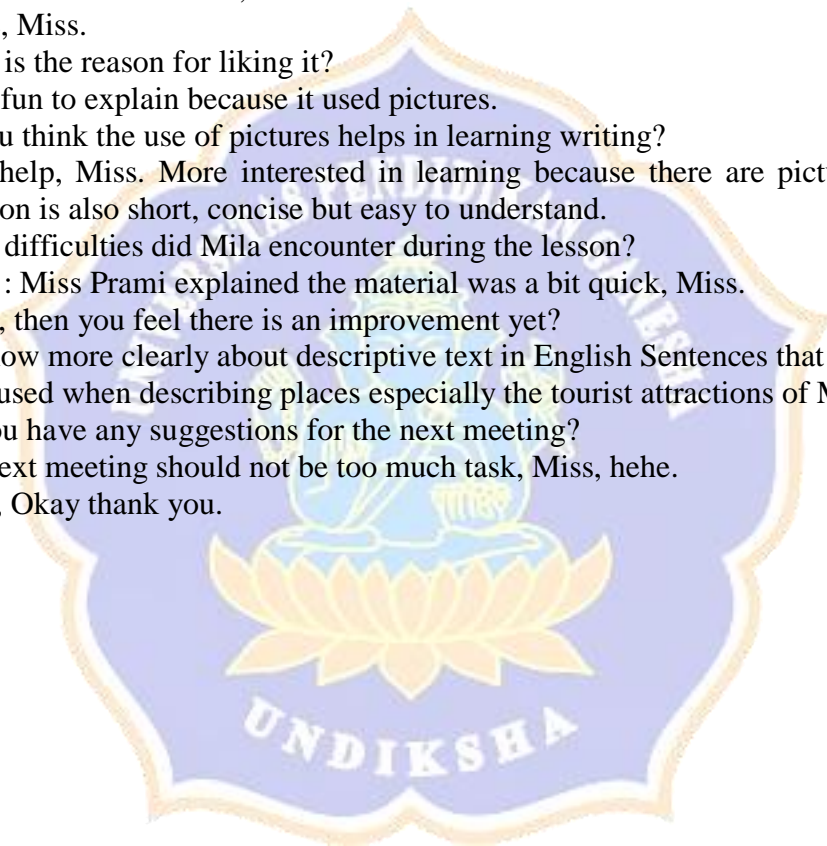 , Miss.
is the reason for liking it?
fun to explain because it used pictures.
u think the use of pictures helps in learning writing?
help, Miss. More interested in learning because there are pictu
on is also short, concise but easy to understand.
difficulties did Mila encounter during the lesson?
: Miss Prami explained the material was a bit quick, Miss.
, then you feel there is an improvement yet?
ow more clearly about descriptive text in English Sentences that
used when describing places especially the tourist attractions of M
ou have any suggestions for the next meeting?
ext meeting should not be too much task, Miss, hehe.
, Okay thank you.
UNIVERSITAS PENDIDIKAN GANESHA
UNDIKSHA